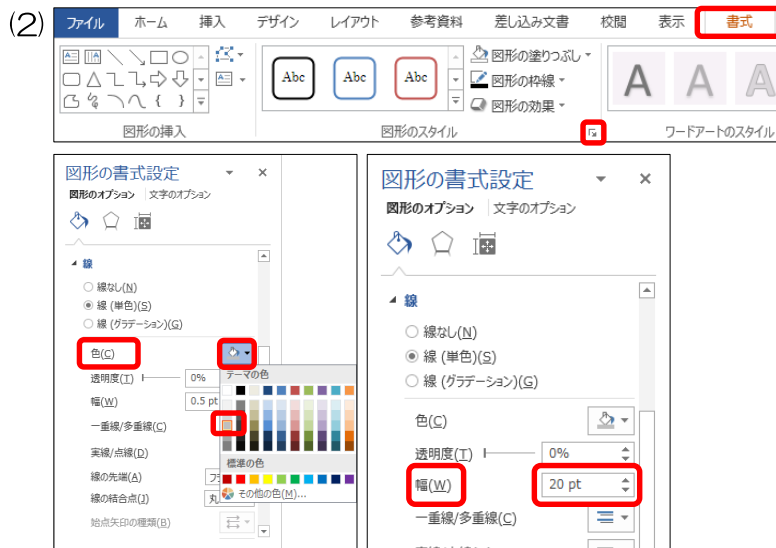 (2)
ファイル ホーム 挿入 デザイン レイアウト 参考資料 差し込み文書 校閲 表示 書式
Abc Abc Abc
図形の塗りつぶし
図形の枠線
図形の効果
A A A
図形の挿入 図形のスタイル ワードアートのスタイル
図形の書式設定
図形のオプション 文字のオプション
線
線なし(N)
線 (単色)(S)
線 (グラデーション)(G)
色(C)
透明度(T) 0%
幅(W) 0.5 pt
一重線/多重線(C)
実線/点線(D)
線の先端(A)
線の結合点(J) 丸
始点矢印の種類(B)
テーマの色
標準の色
その他の色(M)...
図形の書式設定
図形のオプション 文字のオプション
線
線なし(N)
線 (単色)(S)
線 (グラデーション)(G)
色(C)
透明度(T) 0%
幅(W) 20 pt
一重線/多重線(C)